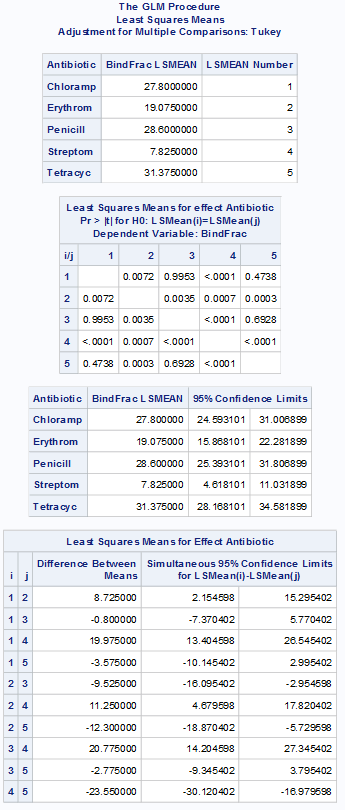 The GLM Procedure
Least Squares Means
Adjustment for Multiple Comparisons: Tukey
Antibiotic BindFrac LSMEAN LSMEAN Number
Chloramp 27.8000000 1
Erythrom 19.0750000 2
Penicill 28.6000000 3
Streptom 7.8250000 4
Tetracyc 31.3750000 5
Least Squares Means for effect Antibiotic
Pr > |t| for H0: LSMean(i)=LSMean(j)
Dependent Variable: BindFrac
i/j 1 2 3 4 5
1 0.0072 0.9953 <.0001 0.4738
2 0.0072 0.0035 0.0007 0.0003
3 0.9953 0.0035 <.0001 0.6928
4 <.0001 0.0007 <.0001 <.0001
5 0.4738 0.0003 0.6928 <.0001
Antibiotic BindFrac LSMEAN 95% Confidence Limits
Chloramp 27.800000 24.593101 31.006899
Erythrom 19.075000 15.868101 22.281899
Penicill 28.600000 25.393101 31.806899
Streptom 7.825000 4.618101 11.031899
Tetracyc 31.375000 28.168101 34.581899
Least Squares Means for Effect Antibiotic
i j Difference Between Means Simultaneous 95% Confidence Limits for LSMean(i)-LSMean(j)
1 2 8.725000 2.154598 15.295402
1 3 -0.800000 -7.370402 5.770402
1 4 19.975000 13.404598 26.545402
1 5 -3.575000 -10.145402 2.995402
2 3 -9.525000 -16.095402 -2.954598
2 4 11.250000 4.679598 17.820402
2 5 -12.300000 -18.870402 -5.729598
3 4 20.775000 14.204598 27.345402
3 5 -2.775000 -9.345402 3.795402
4 5 -23.550000 -30.120402 -16.979598